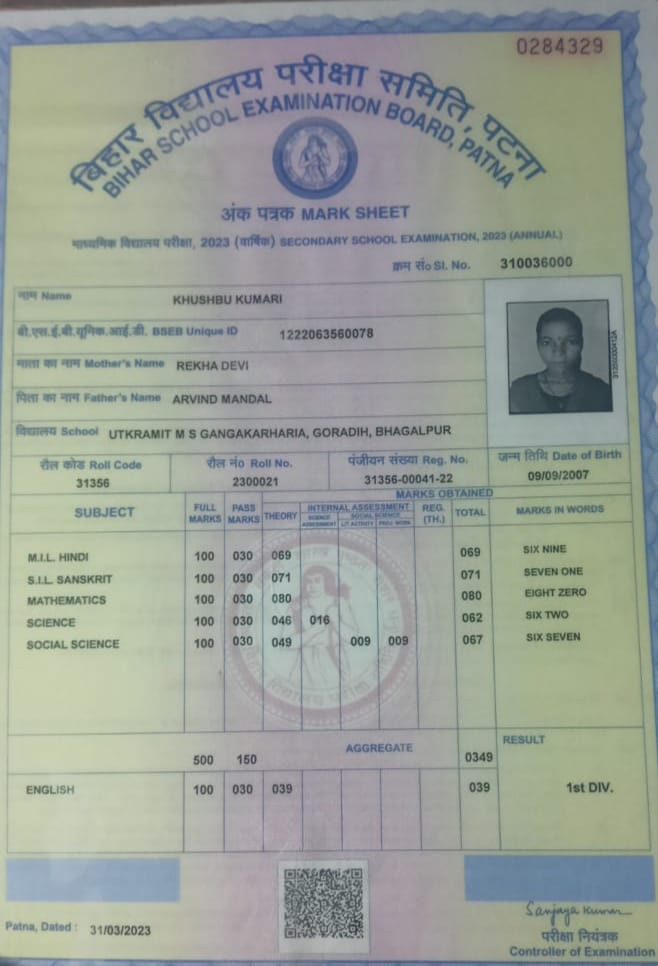 0284329
बिहार विद्यालय परीक्षा समिति, पटना
BIHAR SCHOOL EXAMINATION BOARD, PATNA
अंक पत्रक MARK SHEET
माध्यमिक विद्यालय परीक्षा, 2023 (वार्षिक) SECONDARY SCHOOL EXAMINATION, 2023 (ANNUAL)
क्रम सं० Sl. No. 310036000
नाम Name KHUSHBU KUMARI
बी.एस.ई.बी.यूनिक.आई.डी. BSEB Unique ID 1222063560078
माता का नाम Mother's Name REKHA DEVI
पिता का नाम Father's Name ARVIND MANDAL
विद्यालय School UTKRAMIT M S GANGAKARHARIA, GORADIH, BHAGALPUR
रौल कोड Roll Code रौल नं० Roll No. पंजीयन संख्या Reg. No. जन्म तिथि Date of Birth
31356 2300021 31356-00041-22 09/09/2007
MARKS OBTAINED
SUBJECT FULL MARKS PASS MARKS THEORY INTERNAL ASSESSMENT REG. (TH.) TOTAL MARKS IN WORDS
SCIENCE ASSESSMENT SOCIAL SCIENCE LIT ACTIVITY PROJ. WORK
M.I.L. HINDI 100 030 069 069 SIX NINE
S.I.L. SANSKRIT 100 030 071 071 SEVEN ONE
MATHEMATICS 100 030 080 080 EIGHT ZERO
SCIENCE 100 030 046 016 062 SIX TWO
SOCIAL SCIENCE 100 030 049 009 009 067 SIX SEVEN
500 150 AGGREGATE 0349 RESULT
ENGLISH 100 030 039 039 1st DIV.
Patna, Dated : 31/03/2023
Sanjaya Kumar
परीक्षा नियंत्रक
Controller of Examination